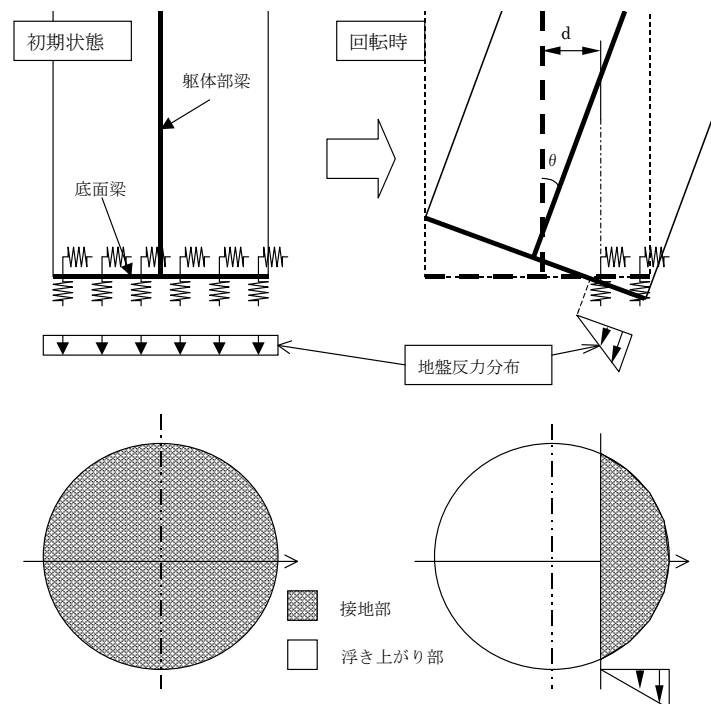 初期状態
回転時
d
躯体部梁
θ
底面梁
地盤反力分布
接地部
浮き上がり部